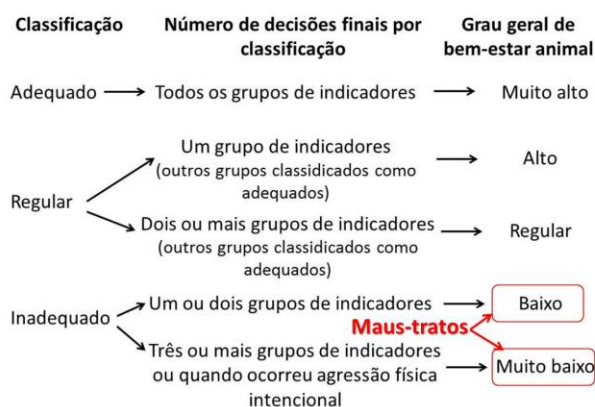 Classificação
Número de decisões finais por
classificação
Grau geral de
bem-estar animal
Adequado
Todos os grupos de indicadores
Muito alto
Regular
Um grupo de indicadores
(outros grupos classidicados como
adequados)
Alto
Dois ou mais grupos de indicadores
(outros grupos classidicados como
adequados)
Regular
Inadequado
Um ou dois grupos de indicadores
Baixo
Maus-tratos
Três ou mais grupos de indicadores
ou quando ocorreu agressão física
intencional
Muito baixo